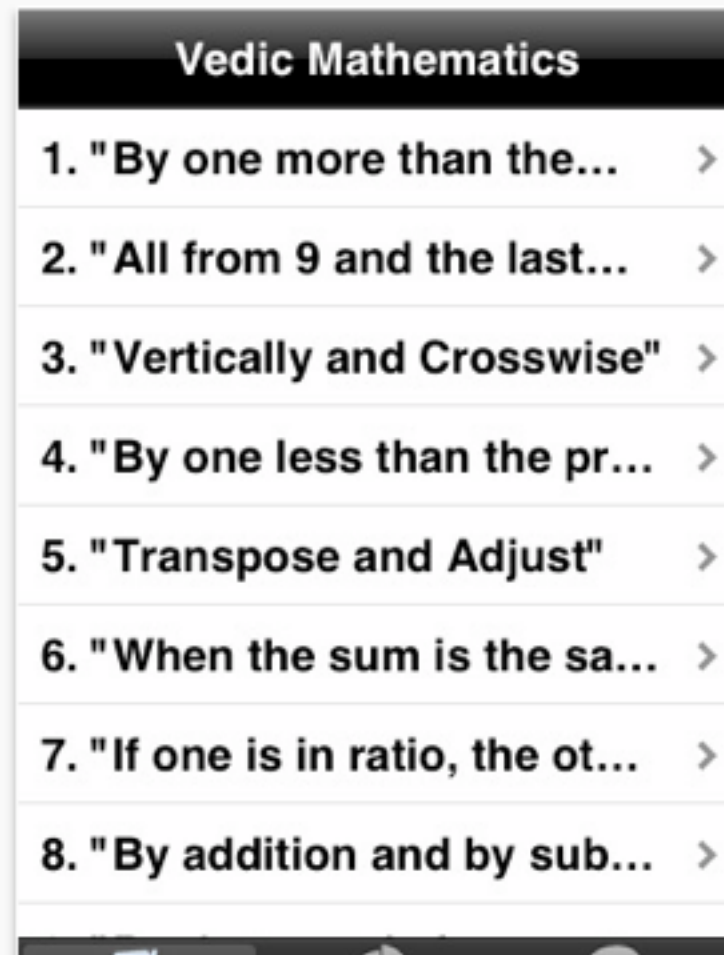 Vedic Mathematics
1. "By one more than the...
2. "All from 9 and the last...
3. "Vertically and Crosswise"
4. "By one less than the pr...
5. "Transpose and Adjust"
6. "When the sum is the sa...
7. "If one is in ratio, the ot...
8. "By addition and by sub...